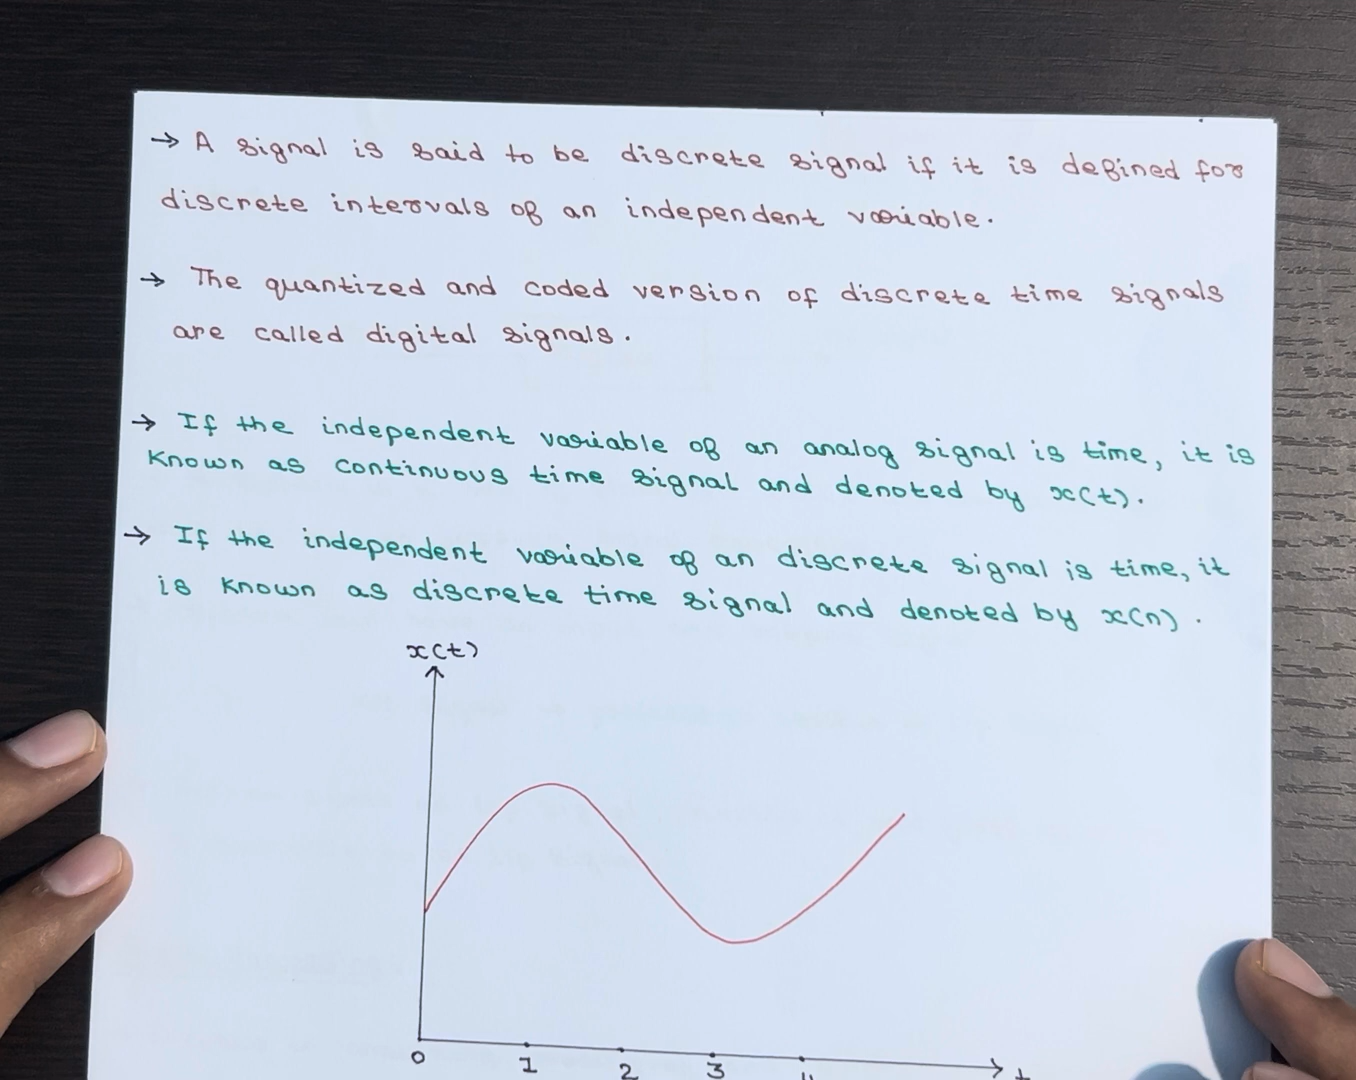 → A signal is said to be discrete signal if it is defined for
discrete intervals of an independent variable.
→ The quantized and coded version of discrete time signals
are called digital signals.
→ If the independent variable of an analog signal is time, it is
known as continuous time signal and denoted by x(t).
→ If the independent variable of an discrete signal is time, it
is known as discrete time signal and denoted by x(n).
x(t)
0 1 2 3